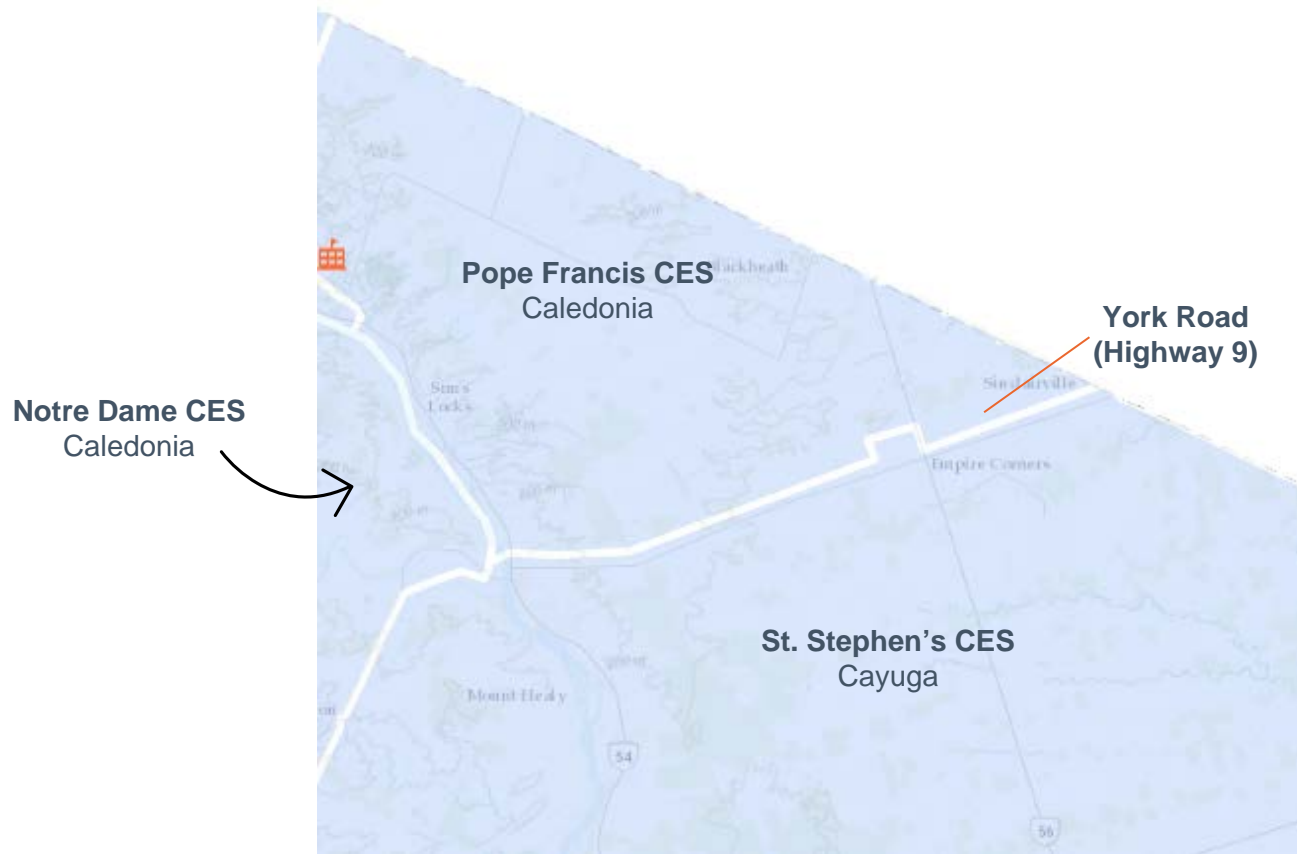 Pope Francis CES
Caledonia
York Road
(Highway 9)
Notre Dame CES
Caledonia
Sim's
Locks
Empire Corners
St. Stephen’s CES
Cayuga
Mount Healy
54
56